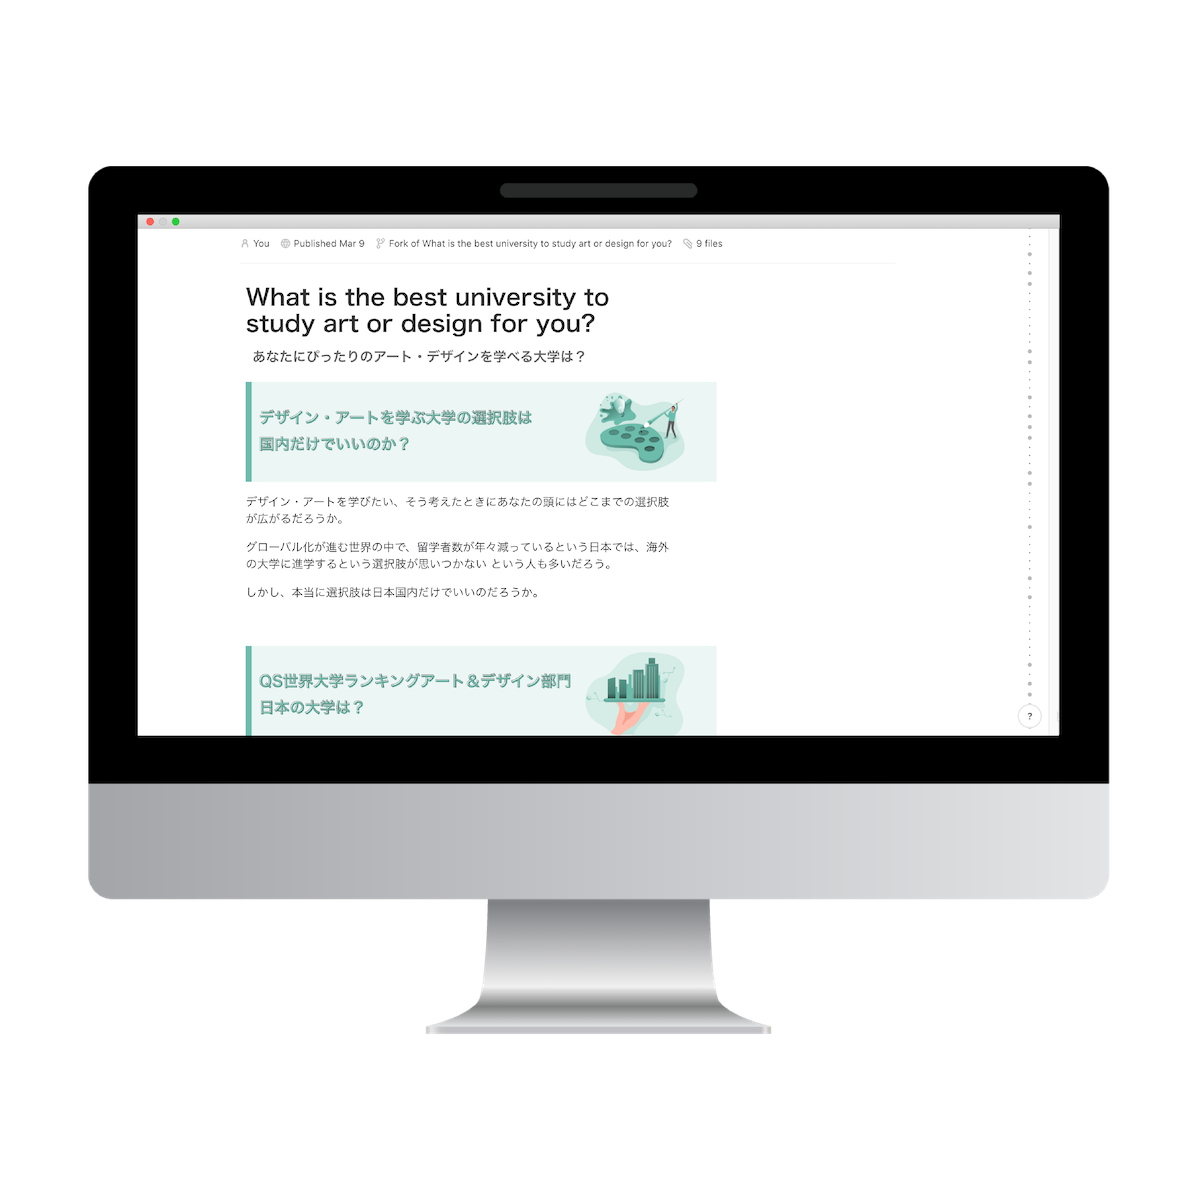 You Published Mar 9 Fork of What is the best university to study art or design for you? 9 files
What is the best university to
study art or design for you?
あなたにぴったりのアート・デザインを学べる大学は？
デザイン・アートを学ぶ大学の選択肢は
国内だけでいいのか？
デザイン・アートを学びたい、そう考えたときにあなたの頭にはどこまでの選択肢
が広がるだろうか。
グローバル化が進む世界の中で、留学者数が年々減っているという日本では、海外
の大学に進学するという選択肢が思いつかない という人も多いだろう。
しかし、本当に選択肢は日本国内だけでいいのだろうか。
QS世界大学ランキングアート＆デザイン部門
日本の大学は？
?